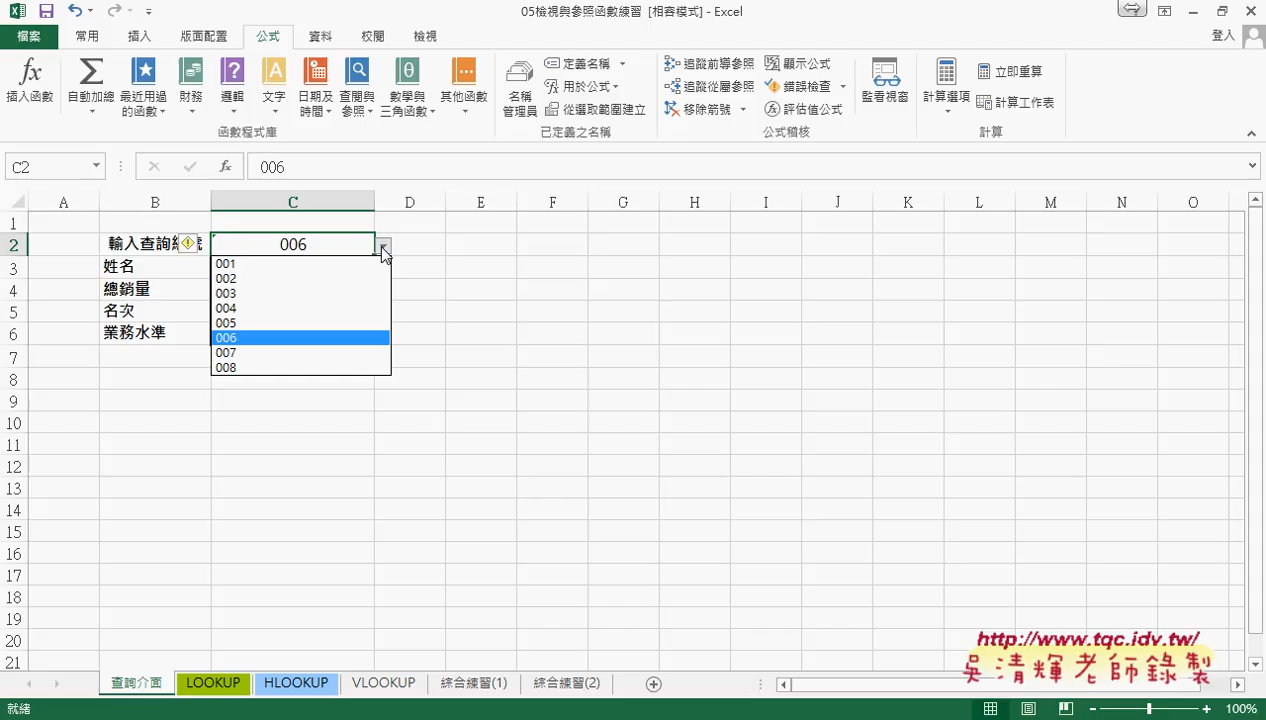 05檢視與參照函數練習 [相容模式] - Excel
檔案 常用 插入 版面配置 公式 資料 校閱 檢視 登入
插入函數 自動加總 最近用過的函數 財務 邏輯 文字 日期及時間 查閱與參照 數學與三角函數 其他函數
函數程式庫
名稱管理員 定義名稱 用於公式 從選取範圍建立
已定義之名稱
追蹤前導參照 追蹤從屬參照 移除箭號 顯示公式 錯誤檢查 評估值公式 監看視窗
公式稽核
計算選項 立即重算 計算工作表
計算
C2 fx 006
A B C D E F G H I J K L M N O
1
2 輸入查詢 006
3 姓名
4 總銷量
5 名次
6 業務水準
001
002
003
004
005
006
007
008
7
8
9
10
11
12
13
14
15
16
17
18
19
20
21
http://www.tqc.idv.tw/
吳清輝老師錄製
查詢介面 LOOKUP HLOOKUP VLOOKUP 綜合練習(1) 綜合練習(2)
就緒 100%